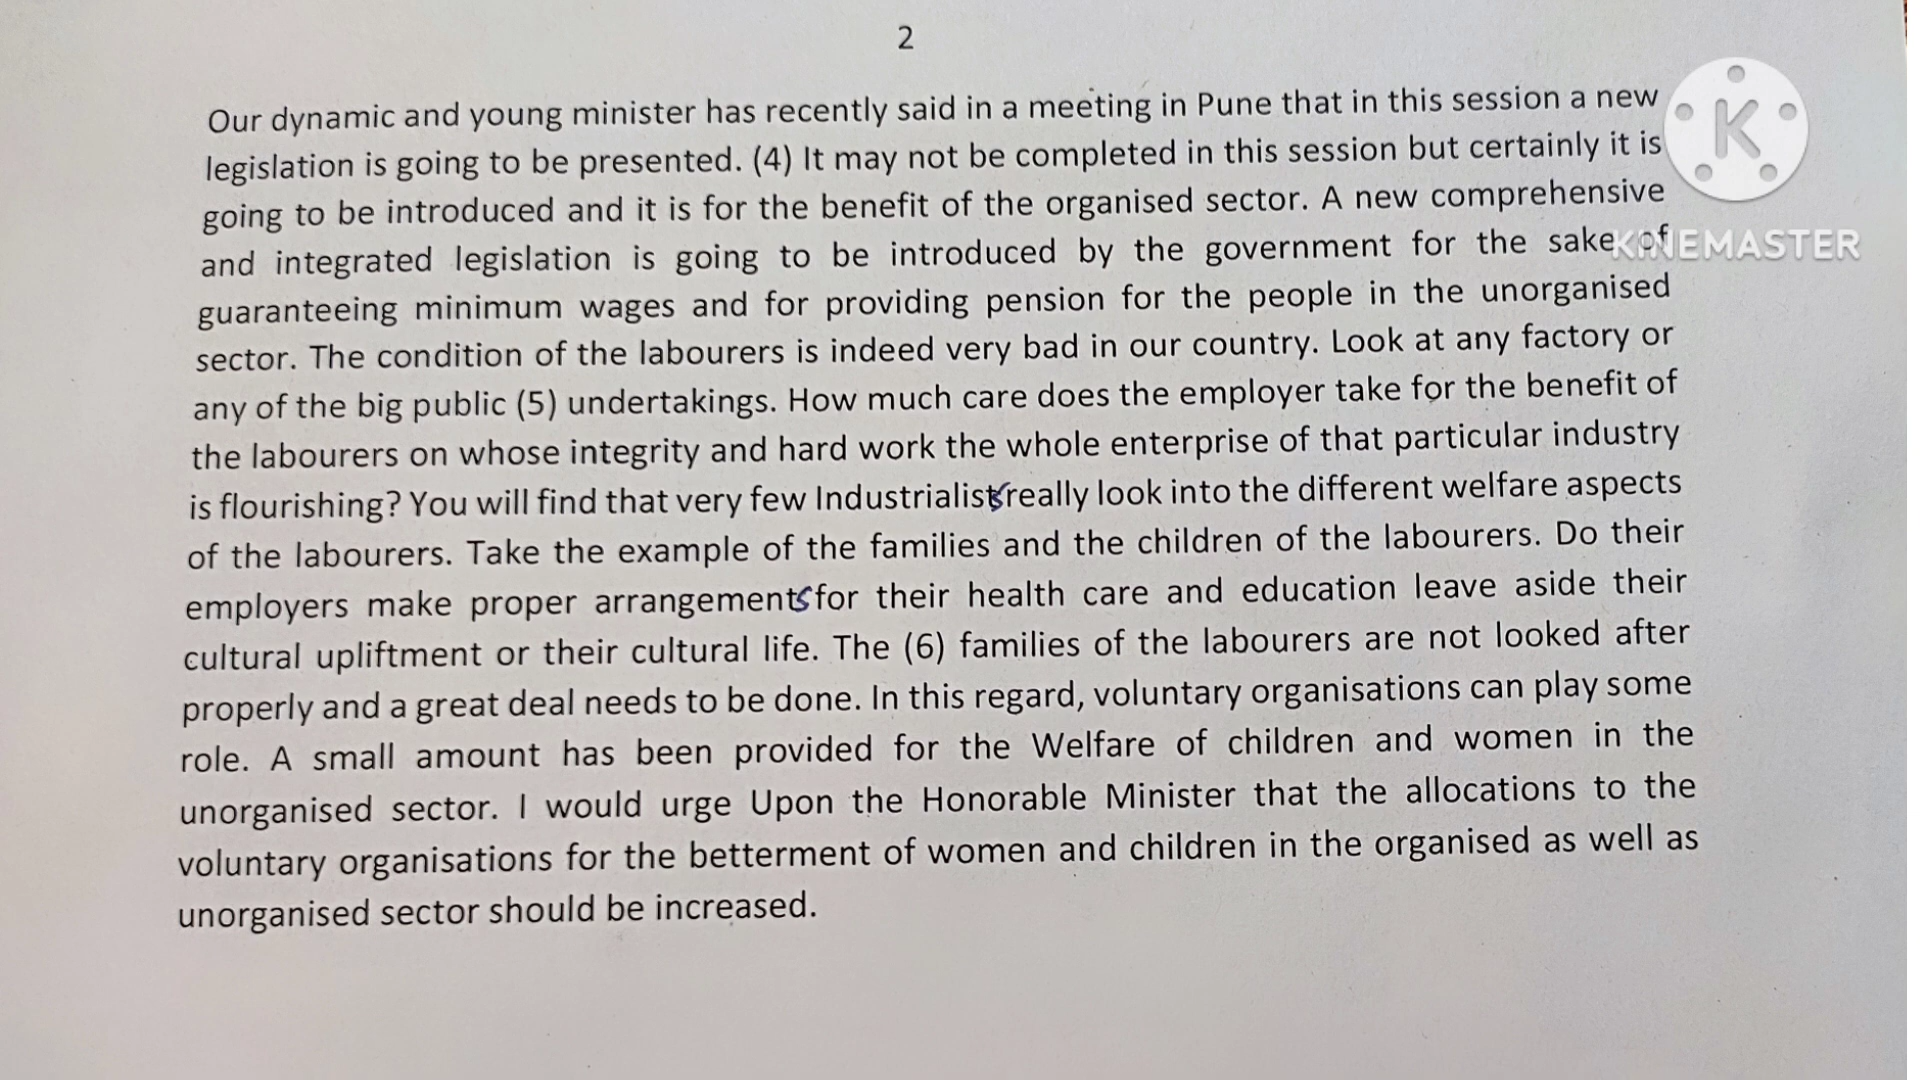 2
Our dynamic and young minister has recently said in a meeting in Pune that in this session a new
legislation is going to be presented. (4) It may not be completed in this session but certainly it is
going to be introduced and it is for the benefit of the organised sector. A new comprehensive
and integrated legislation is going to be introduced by the government for the sake of
guaranteeing minimum wages and for providing pension for the people in the unorganised
sector. The condition of the labourers is indeed very bad in our country. Look at any factory or
any of the big public (5) undertakings. How much care does the employer take for the benefit of
the labourers on whose integrity and hard work the whole enterprise of that particular industry
is flourishing? You will find that very few Industrialists really look into the different welfare aspects
of the labourers. Take the example of the families and the children of the labourers. Do their
employers make proper arrangements for their health care and education leave aside their
cultural upliftment or their cultural life. The (6) families of the labourers are not looked after
properly and a great deal needs to be done. In this regard, voluntary organisations can play some
role. A small amount has been provided for the Welfare of children and women in the
unorganised sector. I would urge Upon the Honorable Minister that the allocations to the
voluntary organisations for the betterment of women and children in the organised as well as
unorganised sector should be increased.
K
KINEMASTER